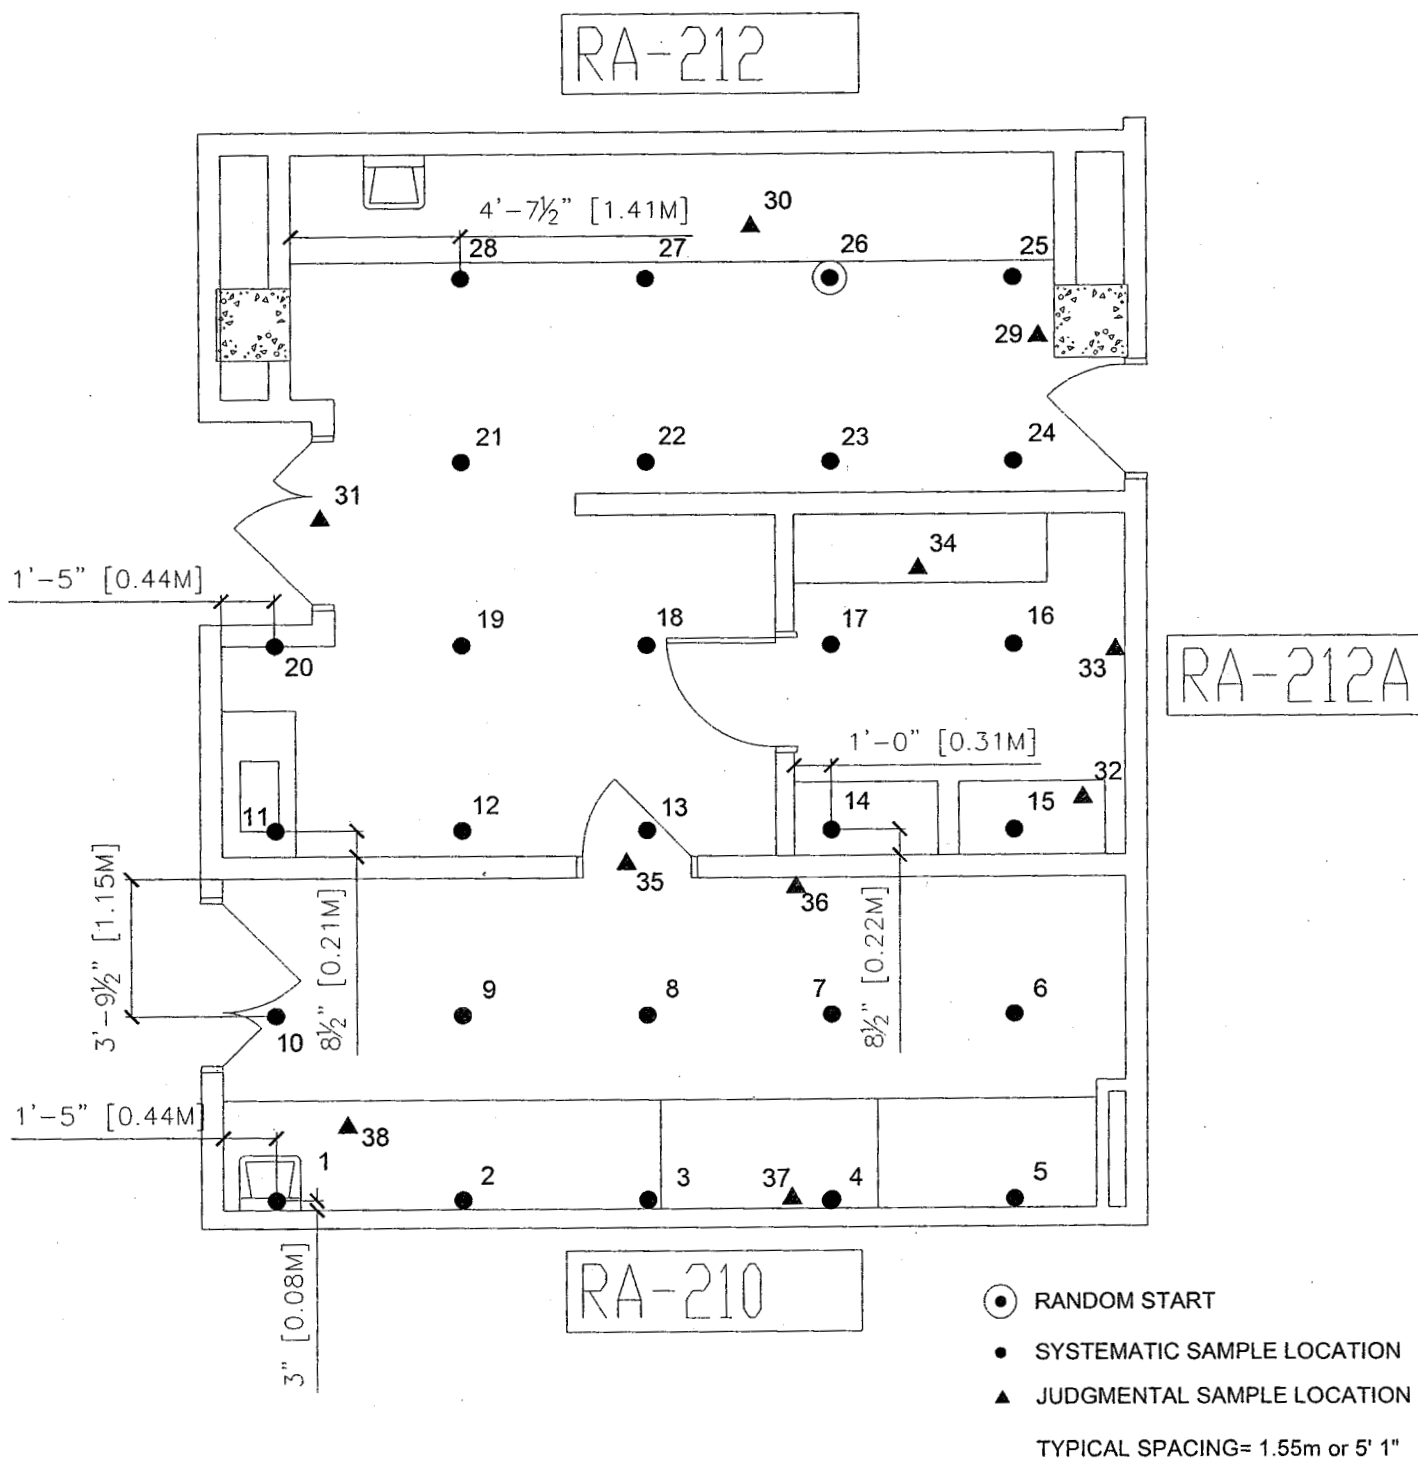 RA-212
30
4'-7½" [1.41M]
28
27
26
25
29
21
22
23
24
31
34
1'-5" [0.44M]
19
18
17
16
20
33
RA-212A
1'-0" [0.31M]
32
11
12
13
14
15
35
36
3'-9½" [1.15M]
8½" [0.21M]
8½" [0.22M]
9
8
7
6
10
1'-5" [0.44M]
38
1
2
3
37
4
5
3" [0.08M]
RA-210
RANDOM START
SYSTEMATIC SAMPLE LOCATION
JUDGMENTAL SAMPLE LOCATION
TYPICAL SPACING= 1.55m or 5' 1"